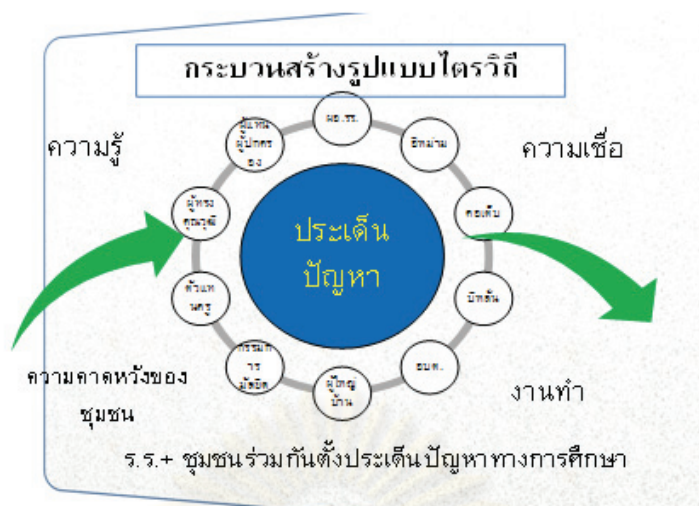 กระบวนสร้างรูปแบบไตรวิถี
ความรู้
ความเชื่อ
ผอ.รร.
อิหม่าม
คอเต็บ
บิหลั่น
อบต.
ผู้ใหญ่
บ้าน
กรรมกา
ร
มัสยิด
ตัวแท
นครู
ผู้ทรง
คุณวุฒิ
ผู้แทน
ผู้ปกคร
อง
ประเด็น
ปัญหา
ความคาดหวังของ
ชุมชน
งานทำ
ร.ร.+ ชุมชนร่วมกันตั้งประเด็นปัญหาทางการศึกษา